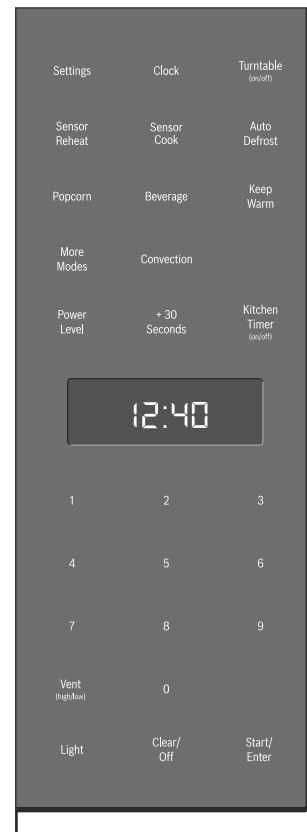 Settings
Clock
Turntable
(on/off)
Sensor
Reheat
Sensor
Cook
Auto
Defrost
Popcorn
Beverage
Keep
Warm
More
Modes
Convection
Power
Level
+ 30
Seconds
Kitchen
Timer
(on/off)
12:40
1
2
3
4
5
6
7
8
9
Vent
(high/low)
0
Light
Clear/
Off
Start/
Enter